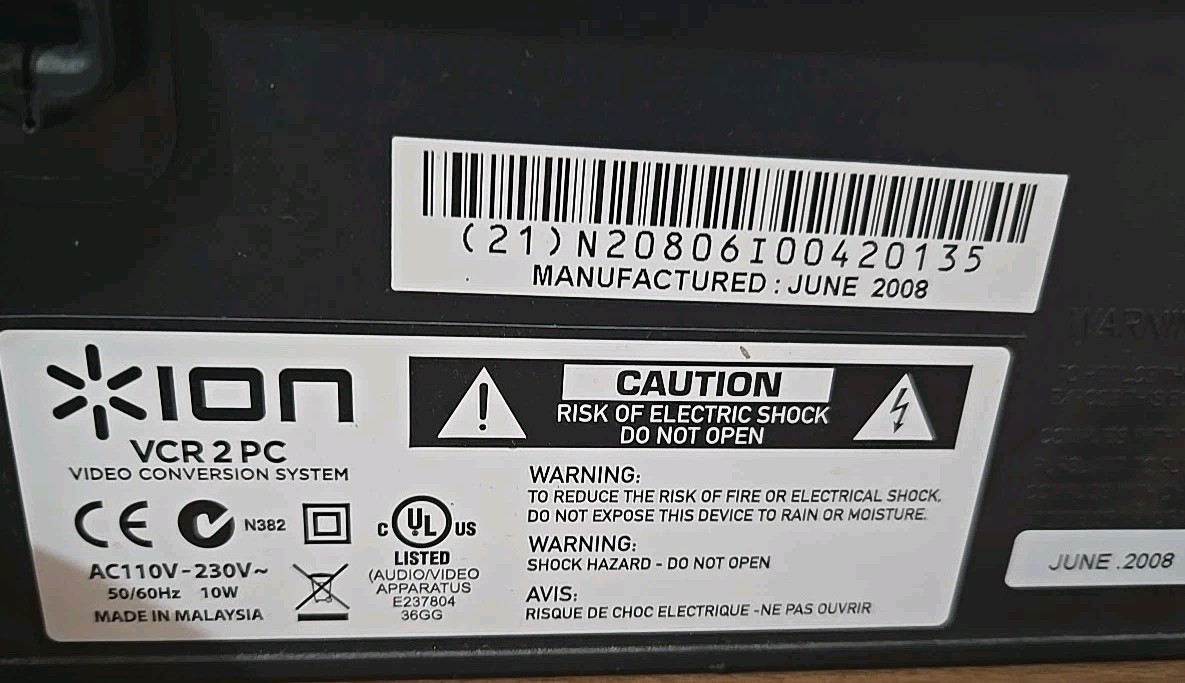 (21)N20806I00420135
MANUFACTURED : JUNE 2008
ION
VCR 2 PC
VIDEO CONVERSION SYSTEM
CE
N382
AC110V-230V~
50/60Hz 10W
MADE IN MALAYSIA
C UL US
LISTED
(AUDIO/VIDEO
APPARATUS
E237804
36GG
CAUTION
RISK OF ELECTRIC SHOCK
DO NOT OPEN
WARNING:
TO REDUCE THE RISK OF FIRE OR ELECTRICAL SHOCK,
DO NOT EXPOSE THIS DEVICE TO RAIN OR MOISTURE.
WARNING:
SHOCK HAZARD - DO NOT OPEN
AVIS:
RISQUE DE CHOC ELECTRIQUE -NE PAS OUVRIR
JUNE .2008